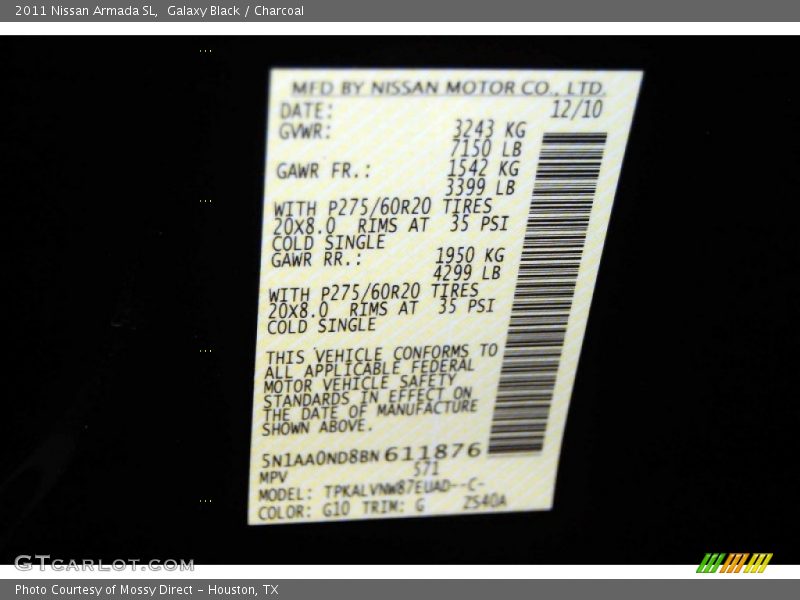 2011 Nissan Armada SL,  Galaxy Black / Charcoal
MFD BY NISSAN MOTOR CO., LTD.
DATE: 12/10
GVWR: 3243 KG
7150 LB
GAWR FR.: 1542 KG
3399 LB
WITH P275/60R20 TIRES
20X8.0 RIMS AT 35 PSI
COLD SINGLE
GAWR RR.: 1950 KG
4299 LB
WITH P275/60R20 TIRES
20X8.0 RIMS AT 35 PSI
COLD SINGLE
THIS VEHICLE CONFORMS TO
ALL APPLICABLE FEDERAL
MOTOR VEHICLE SAFETY
STANDARDS IN EFFECT ON
THE DATE OF MANUFACTURE
SHOWN ABOVE.
5N1AA0ND8BN611876
MPV 571
MODEL: TPKALVNW87EUAD--C-
COLOR: G10 TRIM: G ZS40A
GTCARLOT.COM
Photo Courtesy of Mossy Direct - Houston, TX